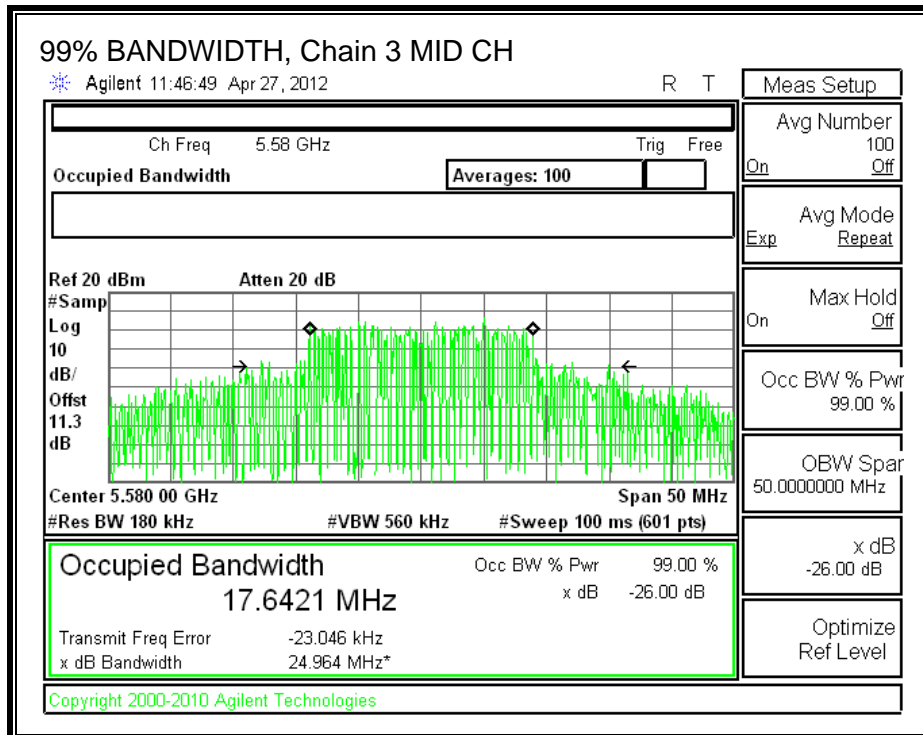 99% BANDWIDTH, Chain 3 MID CH
Agilent 11:46:49 Apr 27, 2012 R T
Ch Freq 5.58 GHz Trig Free
Occupied Bandwidth Averages: 100
Ref 20 dBm Atten 20 dB
#Samp
Log
10
dB/
Offst
11.3
dB
Center 5.580 00 GHz Span 50 MHz
#Res BW 180 kHz #VBW 560 kHz #Sweep 100 ms (601 pts)
Occupied Bandwidth Occ BW % Pwr 99.00 %
17.6421 MHz x dB -26.00 dB
Transmit Freq Error -23.046 kHz
x dB Bandwidth 24.964 MHz*
Copyright 2000-2010 Agilent Technologies
Meas Setup
Avg Number
100
On Off
Avg Mode
Exp Repeat
Max Hold
On Off
Occ BW % Pwr
99.00 %
OBW Span
50.0000000 MHz
x dB
-26.00 dB
Optimize
Ref Level